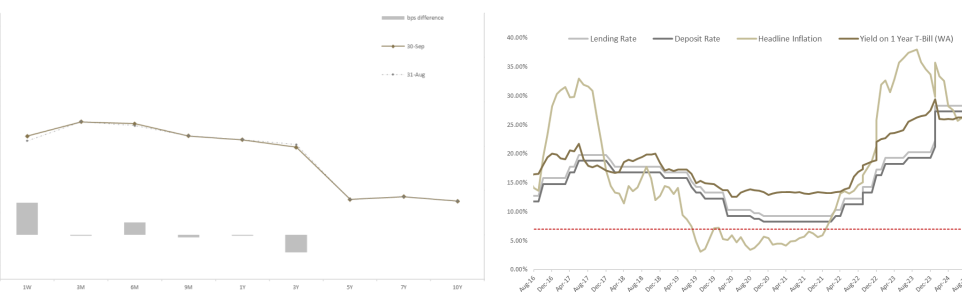 bps difference
30-Sep
31-Aug
1W 3M 6M 9M 1Y 3Y 5Y 7Y 10Y
Lending Rate Deposit Rate Headline Inflation Yield on 1 Year T-Bill (WA)
40.00%
35.00%
30.00%
25.00%
20.00%
15.00%
10.00%
5.00%
0.00%
Aug-16 Dec-16 Apr-17 Aug-17 Dec-17 Apr-18 Aug-18 Dec-18 Apr-19 Aug-19 Dec-19 Apr-20 Aug-20 Dec-20 Apr-21 Aug-21 Dec-21 Apr-22 Aug-22 Dec-22 Apr-23 Aug-23 Dec-23 Apr-24